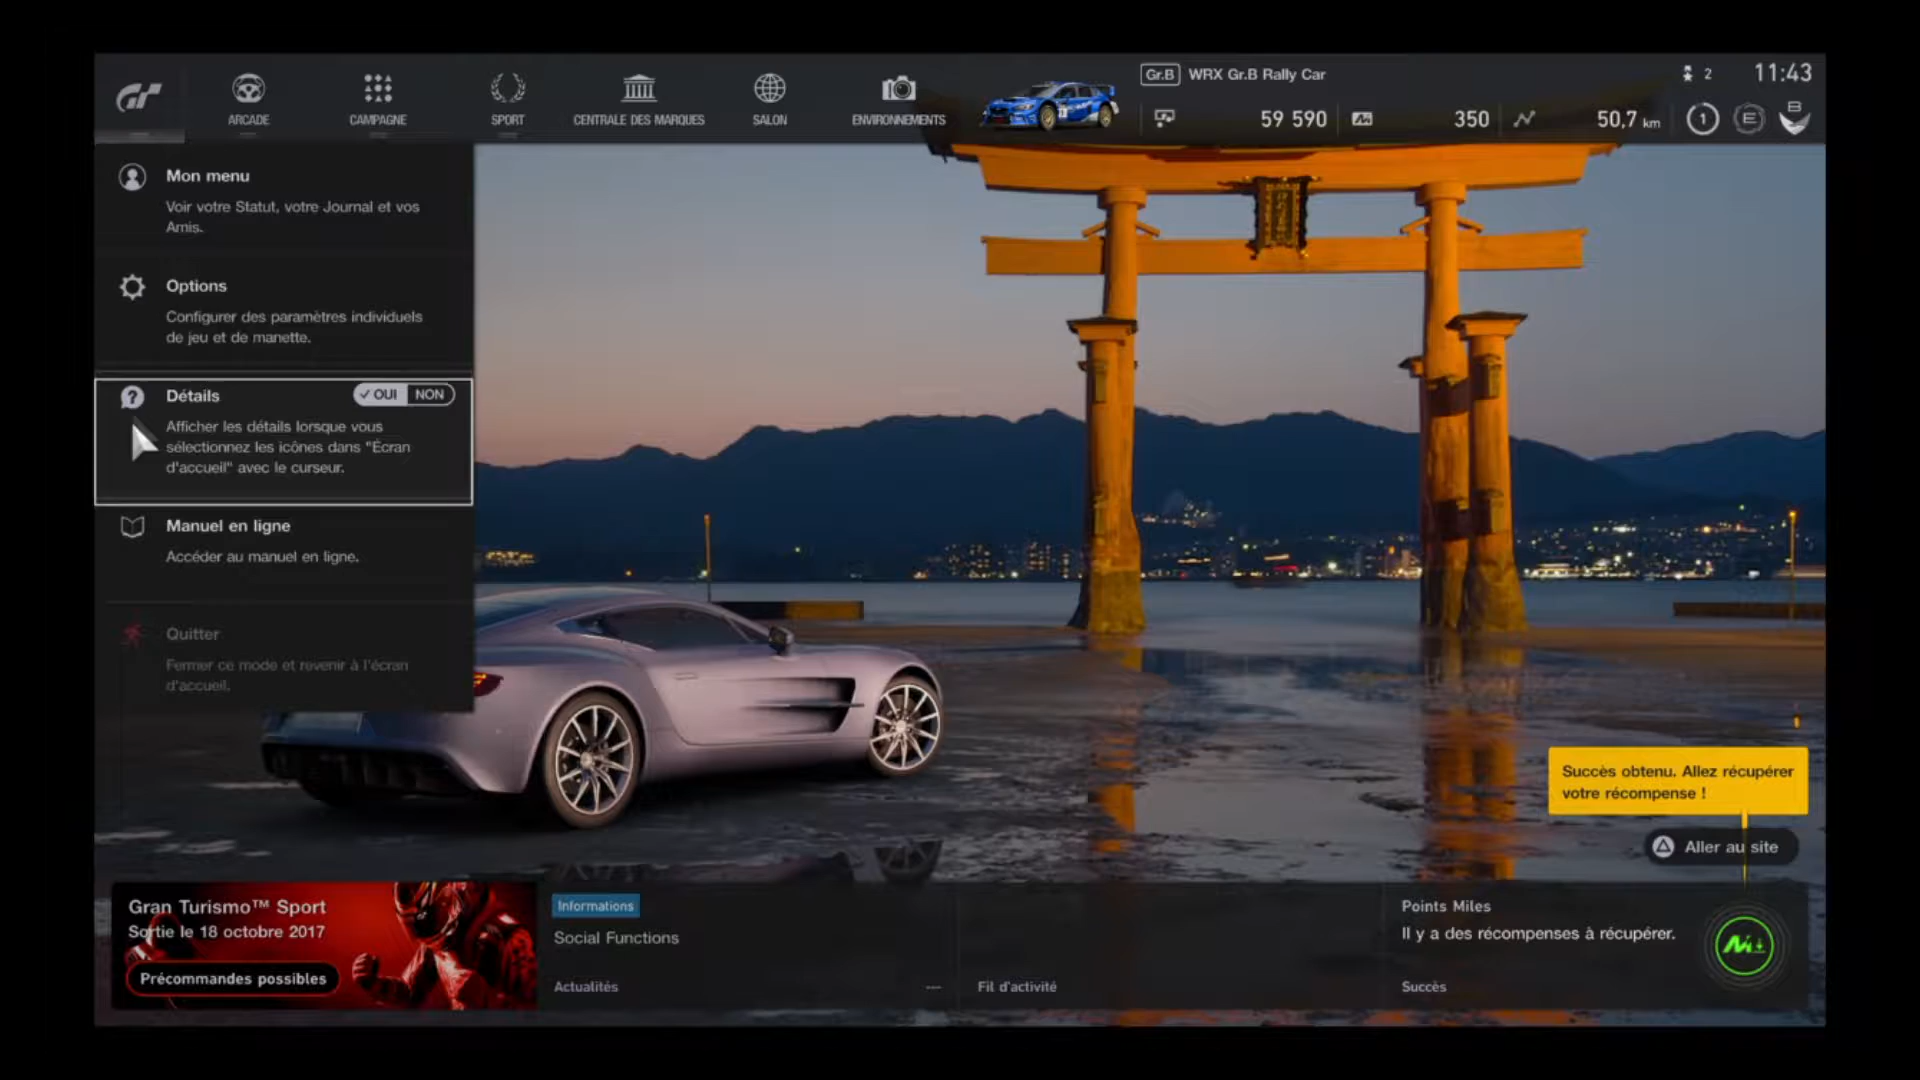 ARCADE
CAMPAGNE
SPORT
CENTRALE DES MARQUES
SALON
ENVIRONNEMENTS
Gr.B WRX Gr.B Rally Car
59 590
350
50,7 km
2
11:43
1
E
B
Mon menu
Voir votre Statut, votre Journal et vos
Amis.
Options
Configurer des paramètres individuels
de jeu et de manette.
Détails
OUI NON
Afficher les détails lorsque vous
sélectionnez les icônes dans "Écran
d'accueil" avec le curseur.
Manuel en ligne
Accéder au manuel en ligne.
Quitter
Fermer ce mode et revenir à l'écran
d'accueil.
Succès obtenu. Allez récupérer
votre récompense !
Aller au site
Gran Turismo™ Sport
Sortie le 18 octobre 2017
Précommandes possibles
Informations
Social Functions
Actualités
---
Fil d'activité
Points Miles
Il y a des récompenses à récupérer.
Succès